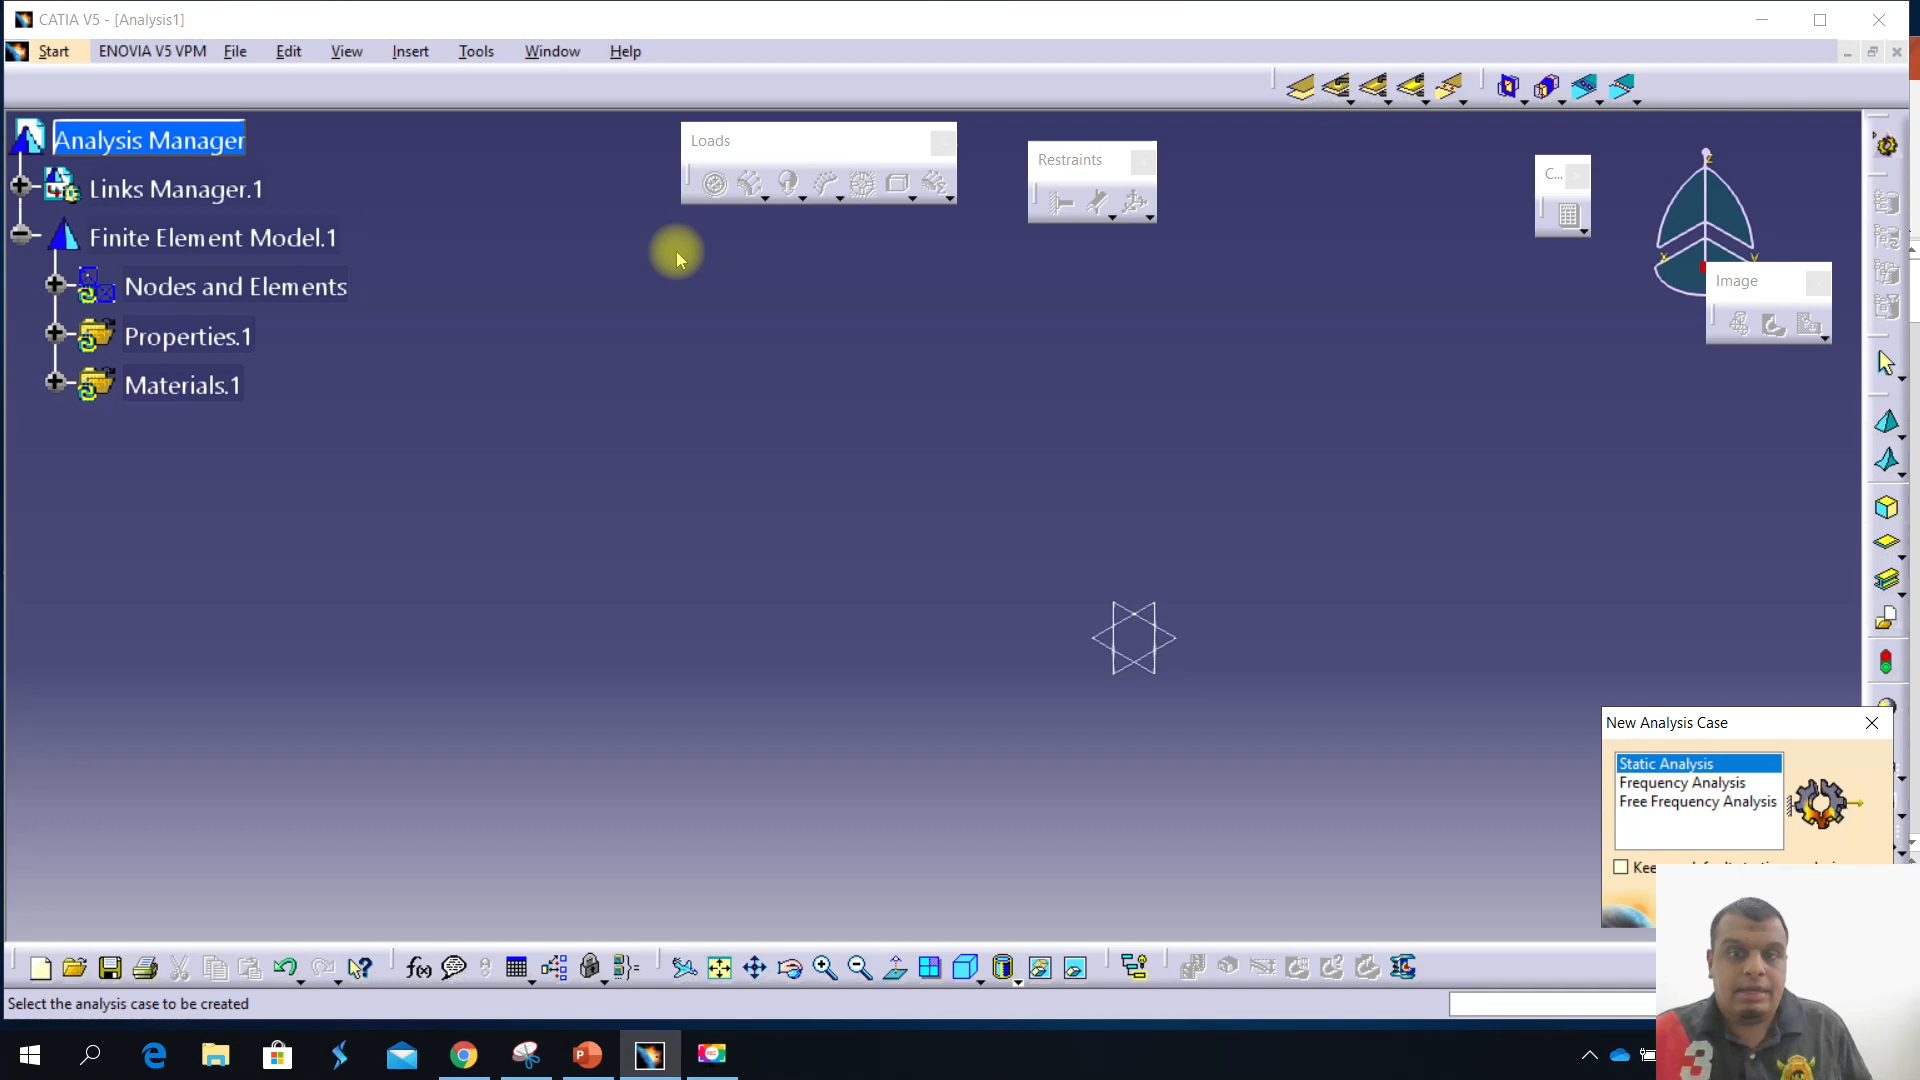 CATIA V5 - [Analysis1]
Start ENOVIA V5 VPM File Edit View Insert Tools Window Help
Analysis Manager
Links Manager.1
Finite Element Model.1
Nodes and Elements
Properties.1
Materials.1
Loads
Restraints
C...
z
x
y
Image
New Analysis Case
Static Analysis
Frequency Analysis
Free Frequency Analysis
f(x)
Select the analysis case to be created
3